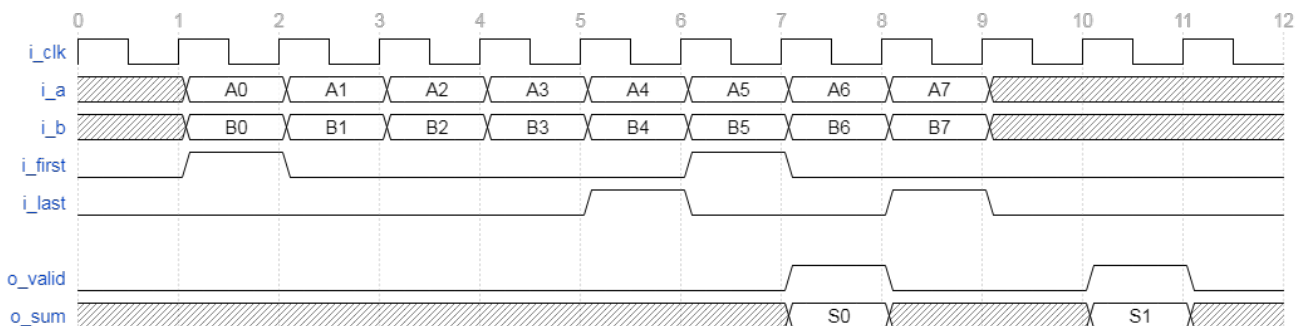 0 1 2 3 4 5 6 7 8 9 10 11 12
i_clk
i_a A0 A1 A2 A3 A4 A5 A6 A7
i_b B0 B1 B2 B3 B4 B5 B6 B7
i_first
i_last
o_valid
o_sum S0 S1